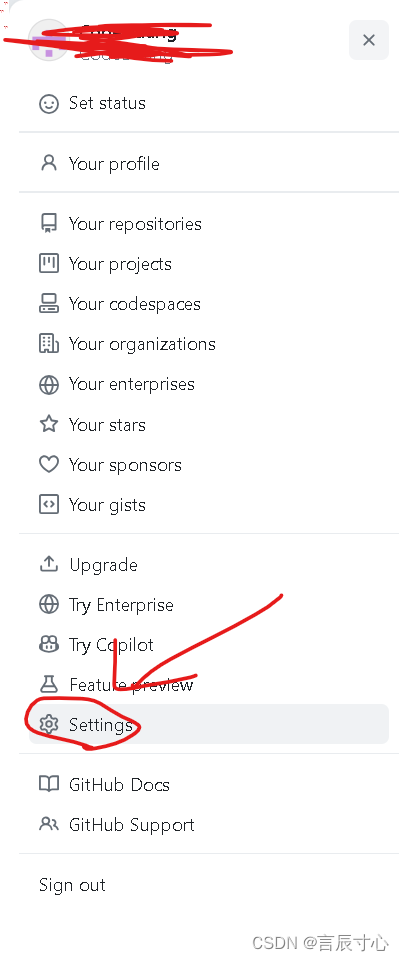 Set status
Your profile
Your repositories
Your projects
Your codespaces
Your organizations
Your enterprises
Your stars
Your sponsors
Your gists
Upgrade
Try Enterprise
Try Copilot
Feature preview
Settings
GitHub Docs
GitHub Support
Sign out
CSDN @言辰寸心